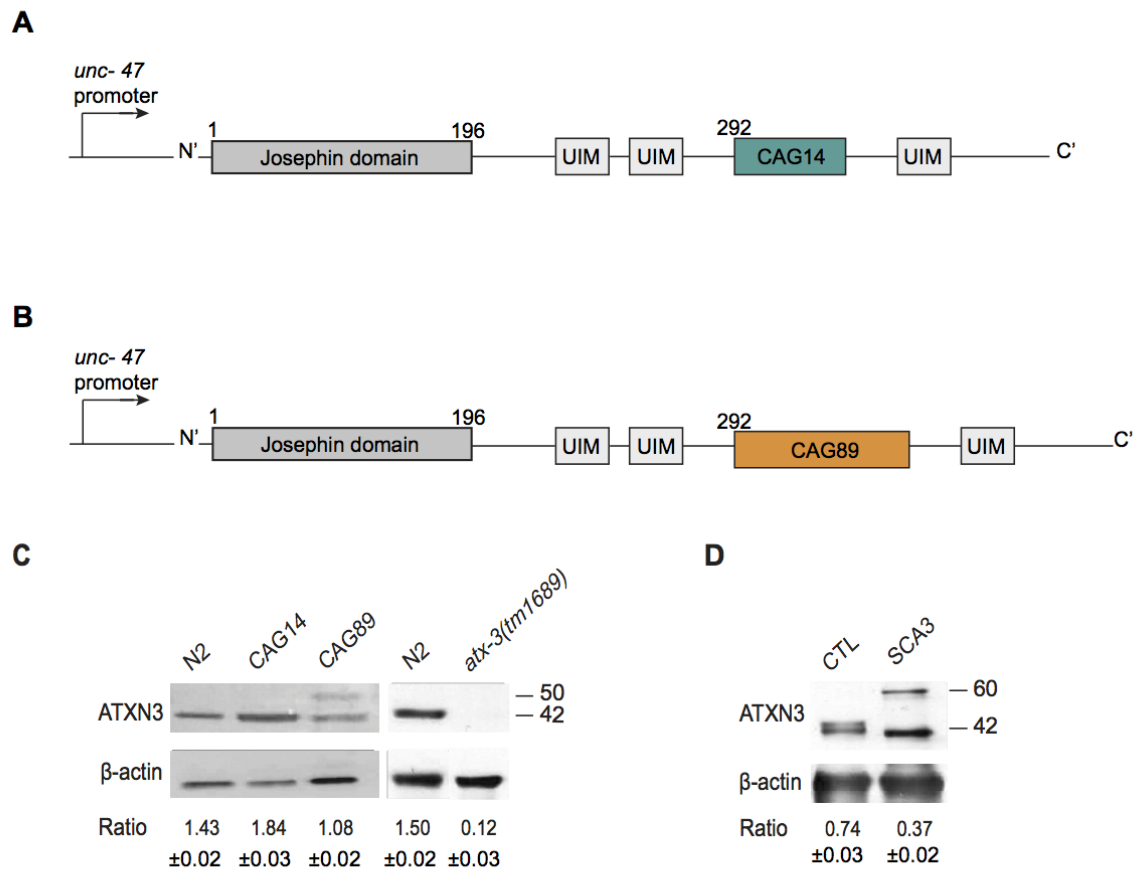 A
unc- 47
promoter
N'
1
Josephin domain
196
UIM
UIM
292
CAG14
UIM
C'
B
unc- 47
promoter
N'
1
Josephin domain
196
UIM
UIM
292
CAG89
UIM
C'
C
N2 CAG14 CAG89 N2 atx-3(tm1689)
ATXN3
50
42
β-actin
Ratio 1.43 1.84 1.08 1.50 0.12
±0.02 ±0.03 ±0.02 ±0.02 ±0.03
D
CTL SCA3
ATXN3
60
42
β-actin
Ratio 0.74 0.37
±0.03 ±0.02